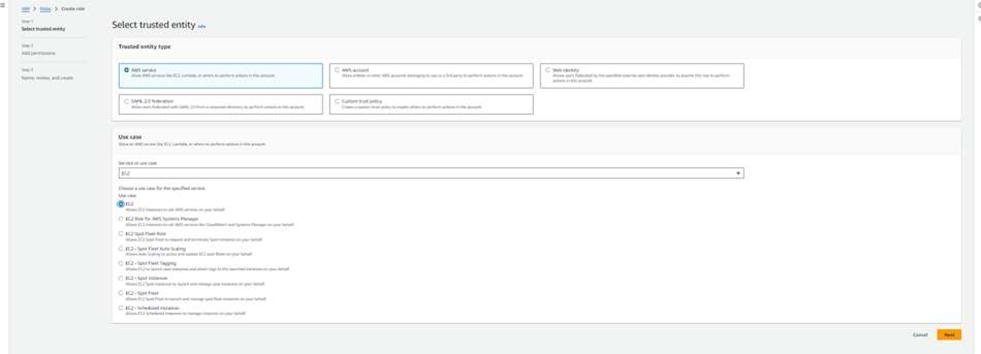 IAM > Roles > Create role
Step 1
Select trusted entity
Step 2
Add permissions
Step 3
Name, review, and create
Select trusted entity Info
Trusted entity type
AWS service
Allow AWS services like EC2, Lambda, or others to perform actions in this account.
AWS account
Allow entities in other AWS accounts belonging to you or a 3rd party to perform actions in this account.
Web identity
Allows users federated by the specified external web identity provider to assume this role to perform
actions in this account.
SAML 2.0 federation
Allow users federated with SAML 2.0 from a corporate directory to perform actions in this account.
Custom trust policy
Create a custom trust policy to enable others to perform actions in this account.
Use case
Allow an AWS service like EC2, Lambda, or others to perform actions in this account.
Service or use case
EC2
Choose a use case for the specified service.
Use case
EC2
Allows EC2 instances to call AWS services on your behalf.
EC2 Role for AWS Systems Manager
Allows EC2 instances to call AWS services like CloudWatch and Systems Manager on your behalf.
EC2 Spot Fleet Role
Allows EC2 Spot Fleet to request and terminate Spot Instances on your behalf.
EC2 - Spot Fleet Auto Scaling
Allows Auto Scaling to access and update EC2 spot fleets on your behalf.
EC2 - Spot Fleet Tagging
Allows EC2 to launch spot instances and attach tags to the launched instances on your behalf.
EC2 - Spot Instances
Allows EC2 Spot Instances to launch and manage spot instances on your behalf.
EC2 - Spot Fleet
Allows EC2 Spot Fleet to launch and manage spot fleet instances on your behalf.
EC2 - Scheduled Instances
Allows EC2 Scheduled Instances to manage instances on your behalf.
Cancel
Next